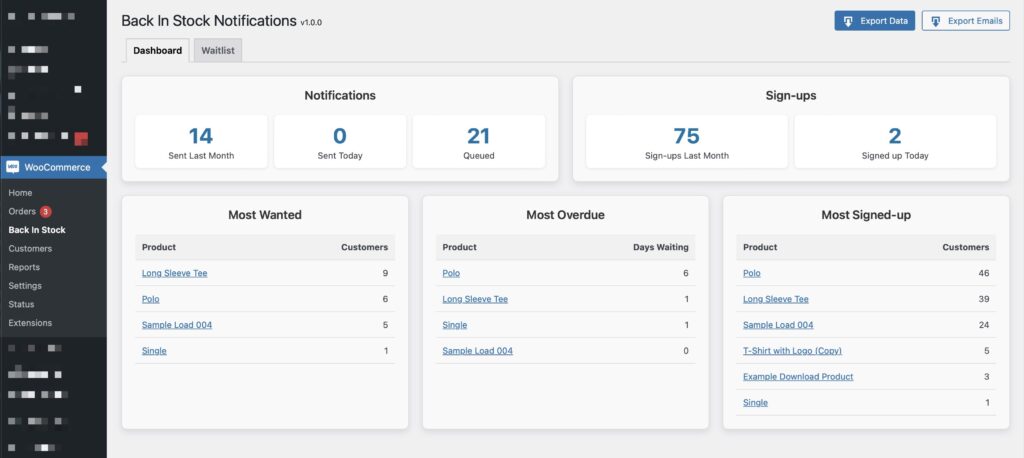 Back In Stock Notifications v1.0.0
Export Data
Export Emails
Dashboard
Waitlist
WOO WooCommerce
Home
Orders 3
Back In Stock
Customers
Reports
Settings
Status
Extensions
Notifications
14
Sent Last Month
0
Sent Today
21
Queued
Sign-ups
75
Sign-ups Last Month
2
Signed up Today
Most Wanted
Product Customers
Long Sleeve Tee 9
Polo 6
Sample Load 004 5
Single 1
Most Overdue
Product Days Waiting
Polo 6
Long Sleeve Tee 1
Single 1
Sample Load 004 0
Most Signed-up
Product Customers
Polo 46
Long Sleeve Tee 39
Sample Load 004 24
T-Shirt with Logo (Copy) 5
Example Download Product 3
Single 1